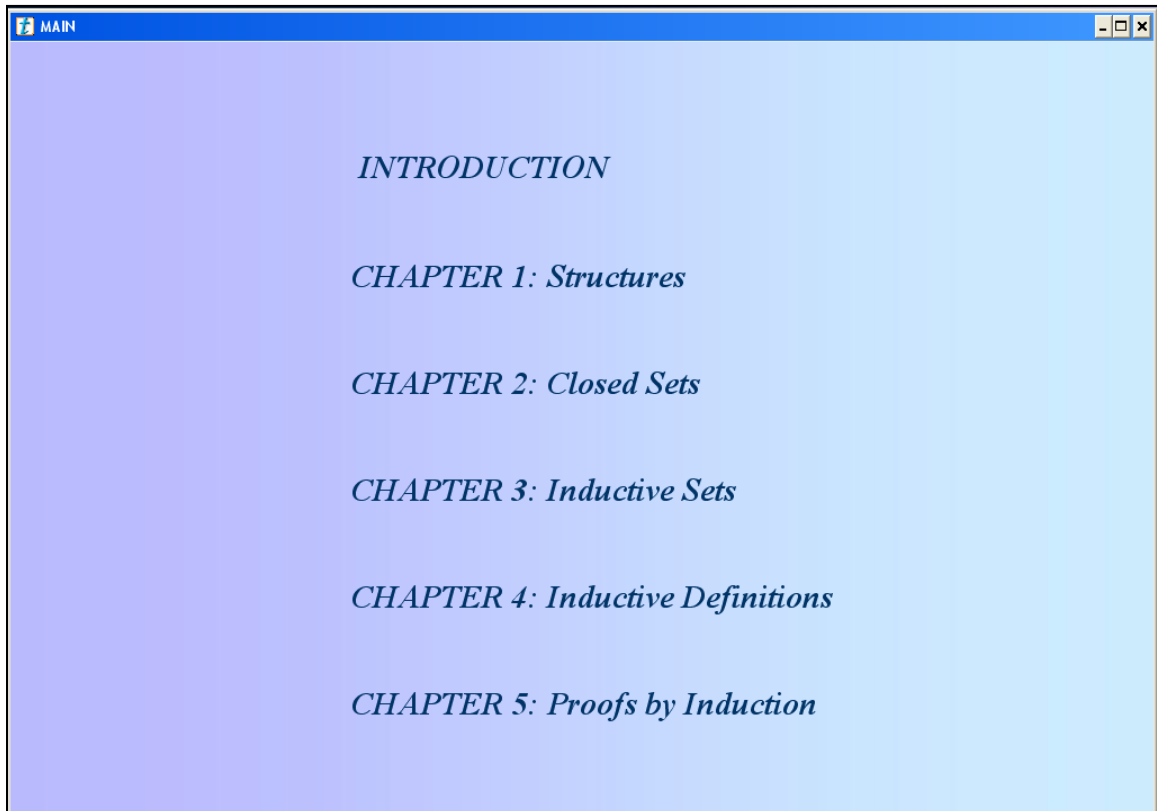 MAIN
INTRODUCTION
CHAPTER 1: Structures
CHAPTER 2: Closed Sets
CHAPTER 3: Inductive Sets
CHAPTER 4: Inductive Definitions
CHAPTER 5: Proofs by Induction